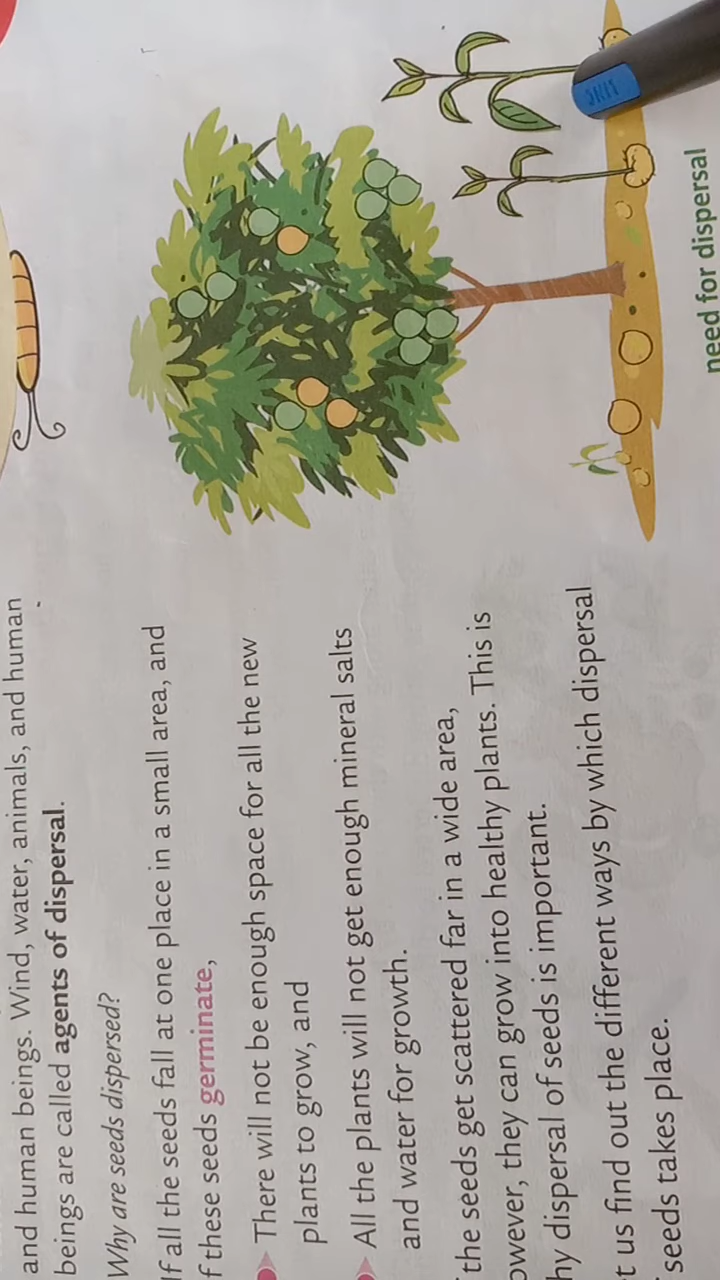 and human beings. Wind, water, animals, and human
beings are called agents of dispersal.
Why are seeds dispersed?
If all the seeds fall at one place in a small area, and
f these seeds germinate,
There will not be enough space for all the new
plants to grow, and
All the plants will not get enough mineral salts
and water for growth.
the seeds get scattered far in a wide area,
owever, they can grow into healthy plants. This is
hy dispersal of seeds is important.
t us find out the different ways by which dispersal
seeds takes place.
need for dispersal